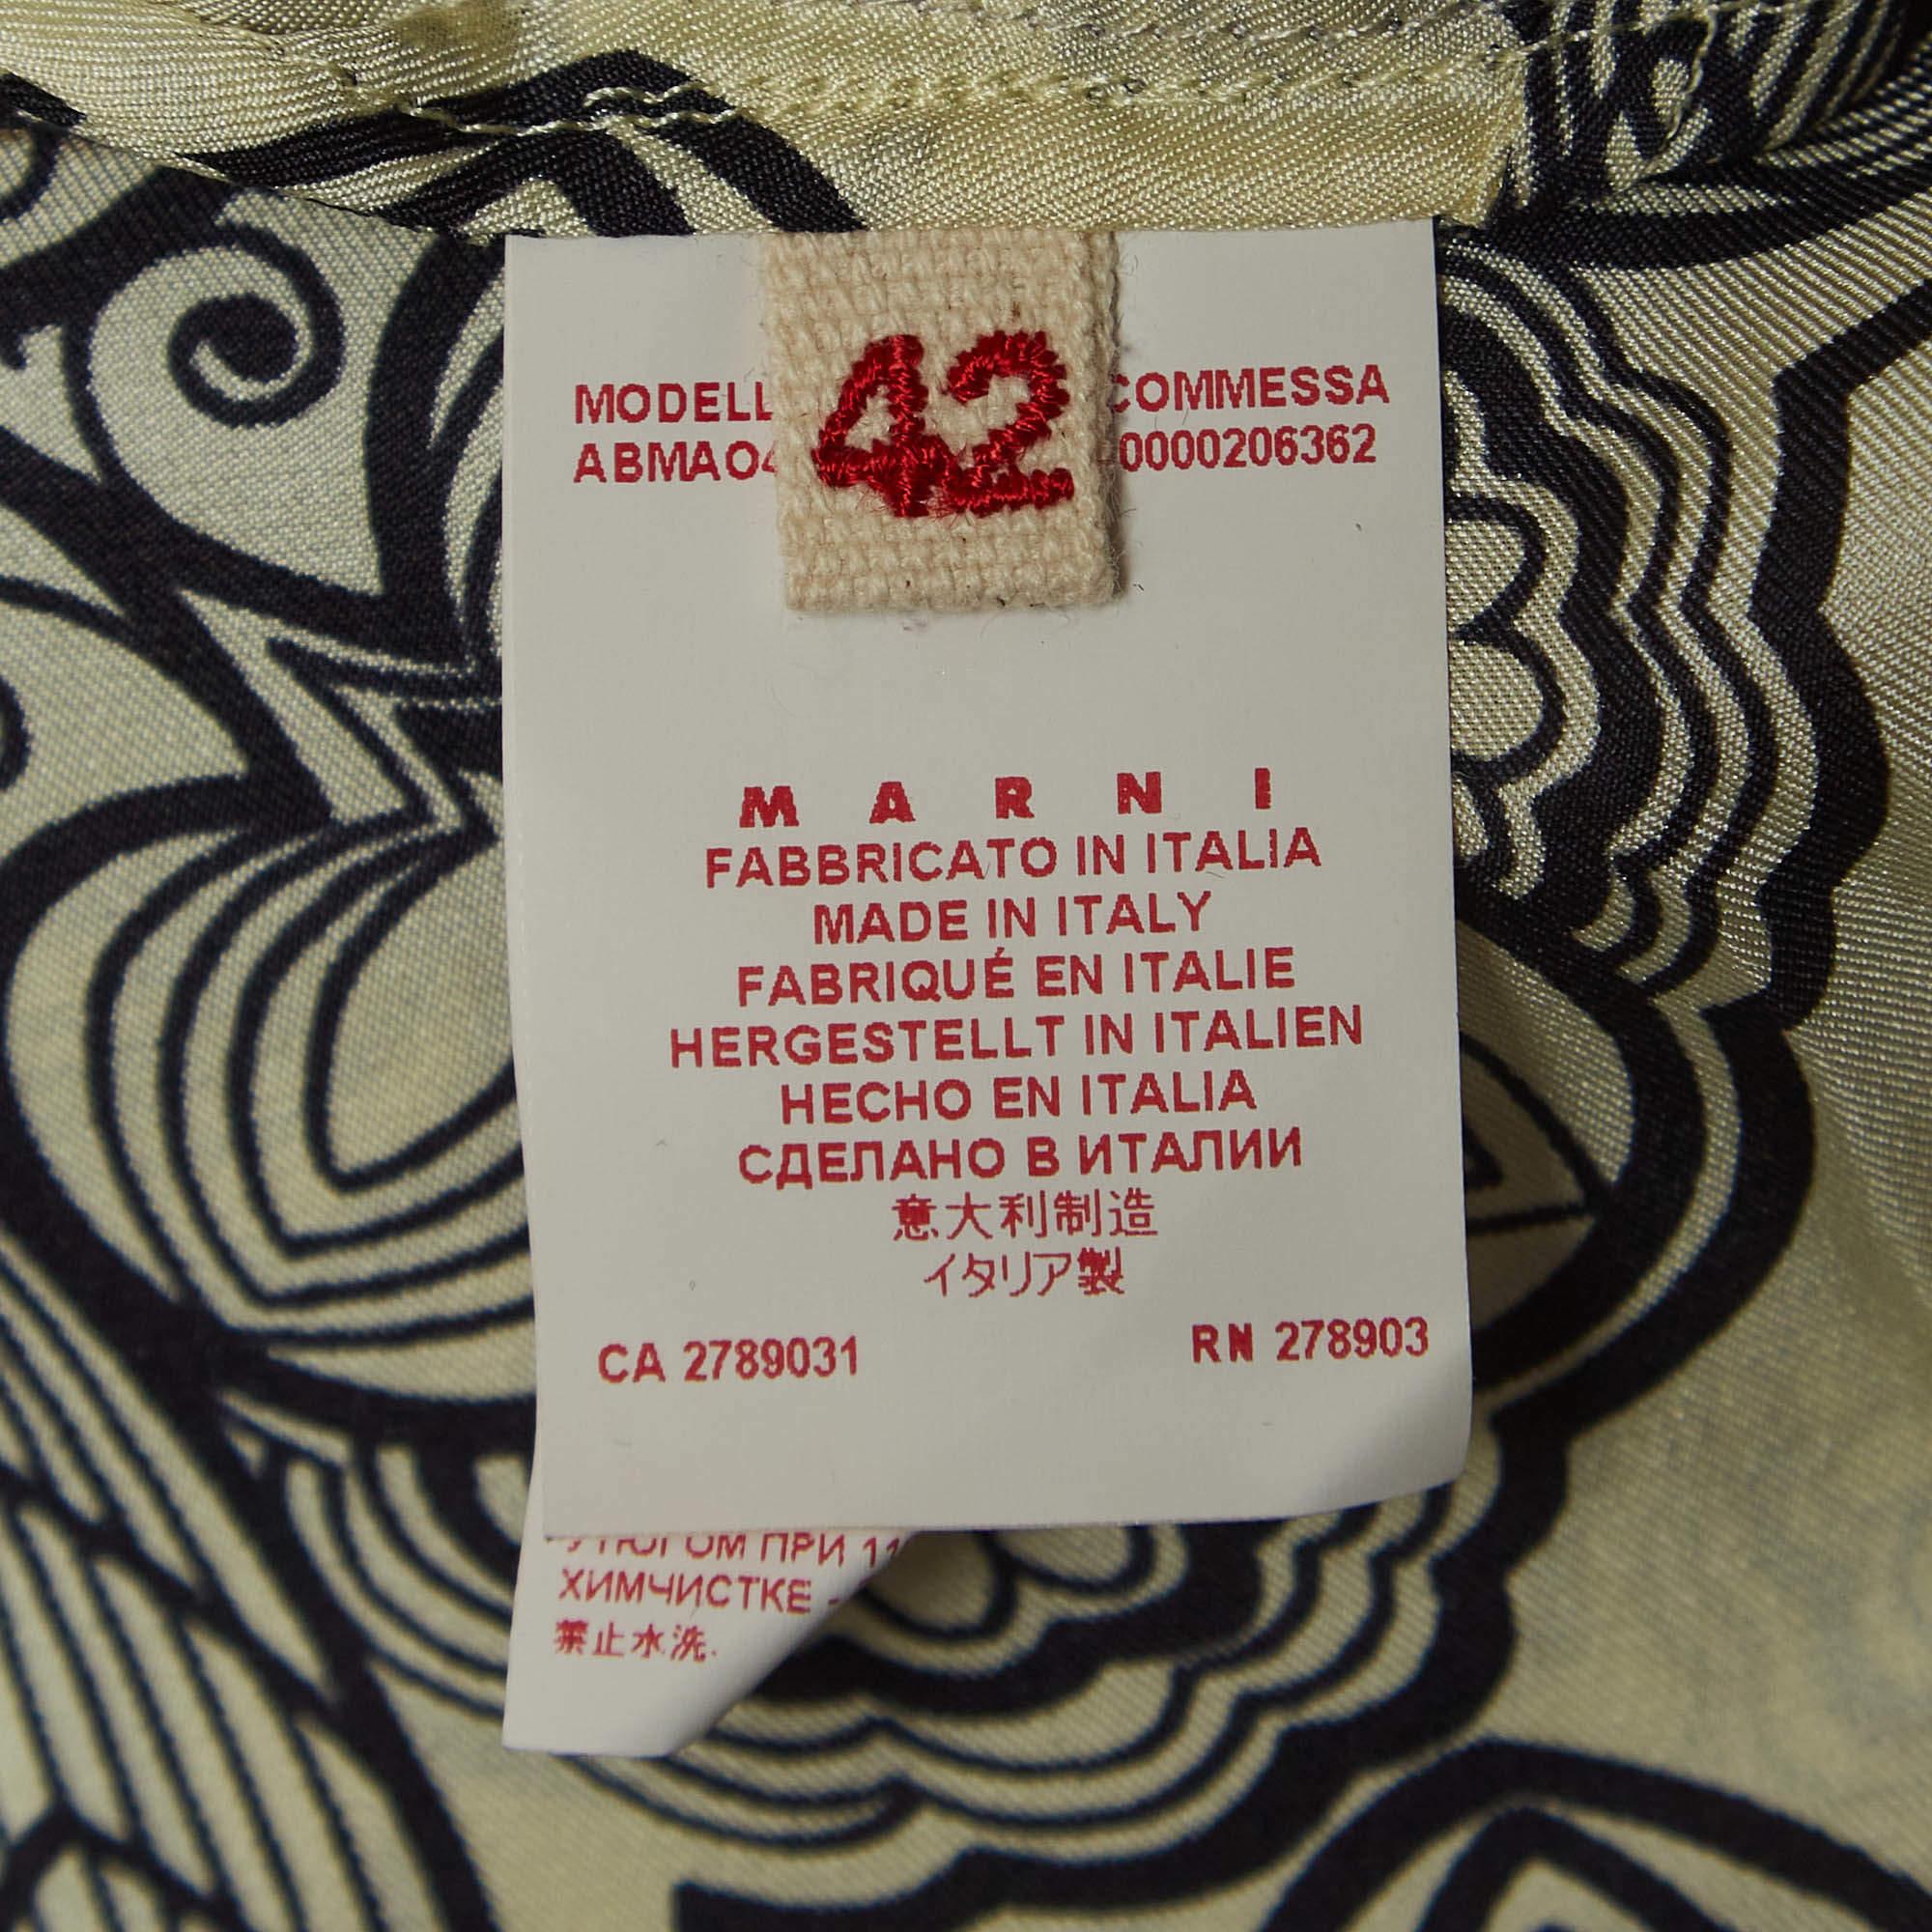 42
COMMESSA
0000206362
MARNI
FABBRICATO IN ITALIA
MADE IN ITALY
FABRIQUÉ EN ITALIE
HERGESTELLT IN ITALIEN
HECHO EN ITALIA
СДЕЛАНО В ИТАЛИИ
意大利制造
イタリア製
CA 2789031
RN 278903
УТЮГОМ ПРИ
ХИМЧИСТКЕ -
禁止水洗.